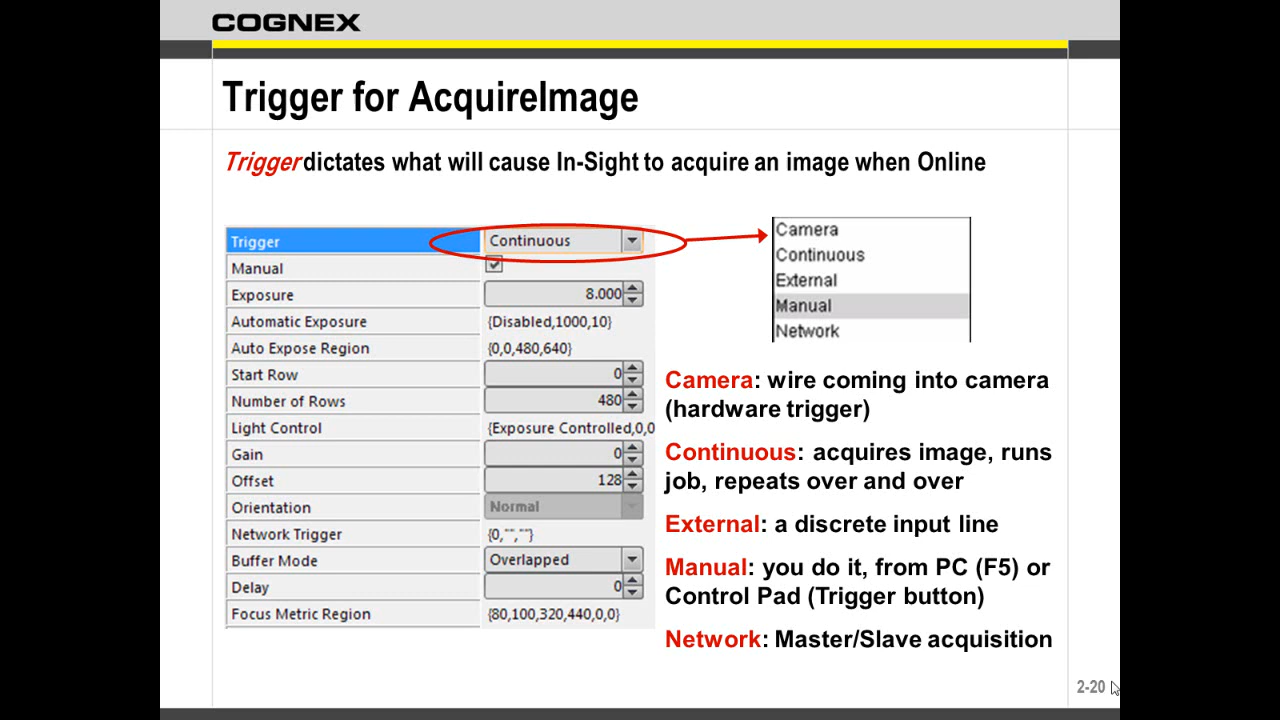 COGNEX
Trigger for AcquireImage
Trigger dictates what will cause In-Sight to acquire an image when Online
Trigger Continuous
Manual
Exposure 8.000
Automatic Exposure {Disabled,1000,10}
Auto Expose Region {0,0,480,640}
Start Row 0
Number of Rows 480
Light Control {Exposure Controlled,0,0
Gain 0
Offset 128
Orientation Normal
Network Trigger {0,"",""}
Buffer Mode Overlapped
Delay 0
Focus Metric Region {80,100,320,440,0,0}
Camera
Continuous
External
Manual
Network
Camera: wire coming into camera
(hardware trigger)
Continuous: acquires image, runs
job, repeats over and over
External: a discrete input line
Manual: you do it, from PC (F5) or
Control Pad (Trigger button)
Network: Master/Slave acquisition
2-20